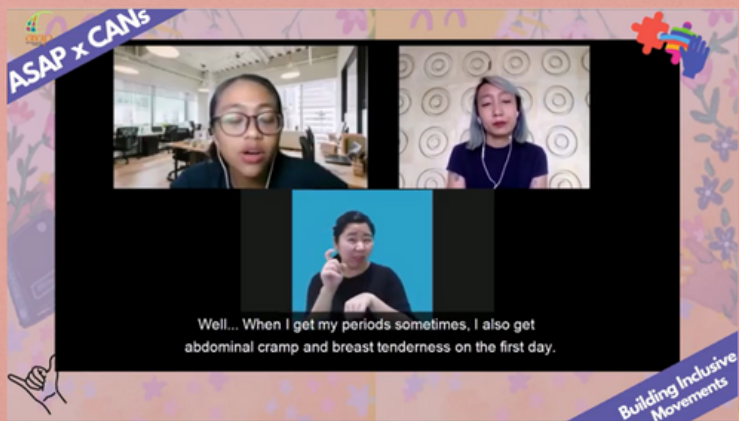 ASAP x CANs
Well... When I get my periods sometimes, I also get
abdominal cramp and breast tenderness on the first day.
Building Inclusive
Movements